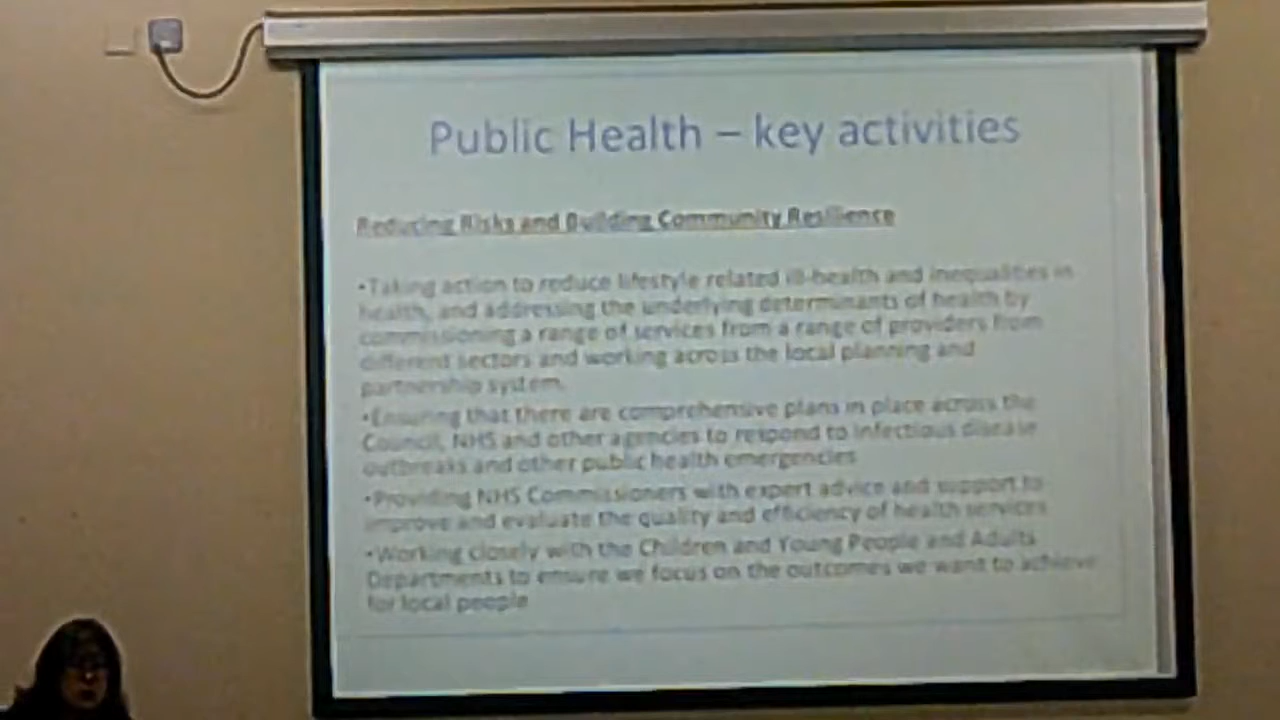 Public Health – key activities
Reducing Risks and Building Community Resilience
•Taking action to reduce lifestyle related ill-health and inequalities in
health, and addressing the underlying determinants of health by
commissioning a range of services from a range of providers from
different sectors and working across the local planning and
partnership system.
•Ensuring that there are comprehensive plans in place across the
Council, NHS and other agencies to respond to infectious disease
outbreaks and other public health emergencies
•Providing NHS Commissioners with expert advice and support to
improve and evaluate the quality and efficiency of health services
•Working closely with the Children and Young People and Adults
Departments to ensure we focus on the outcomes we want to achieve
for local people